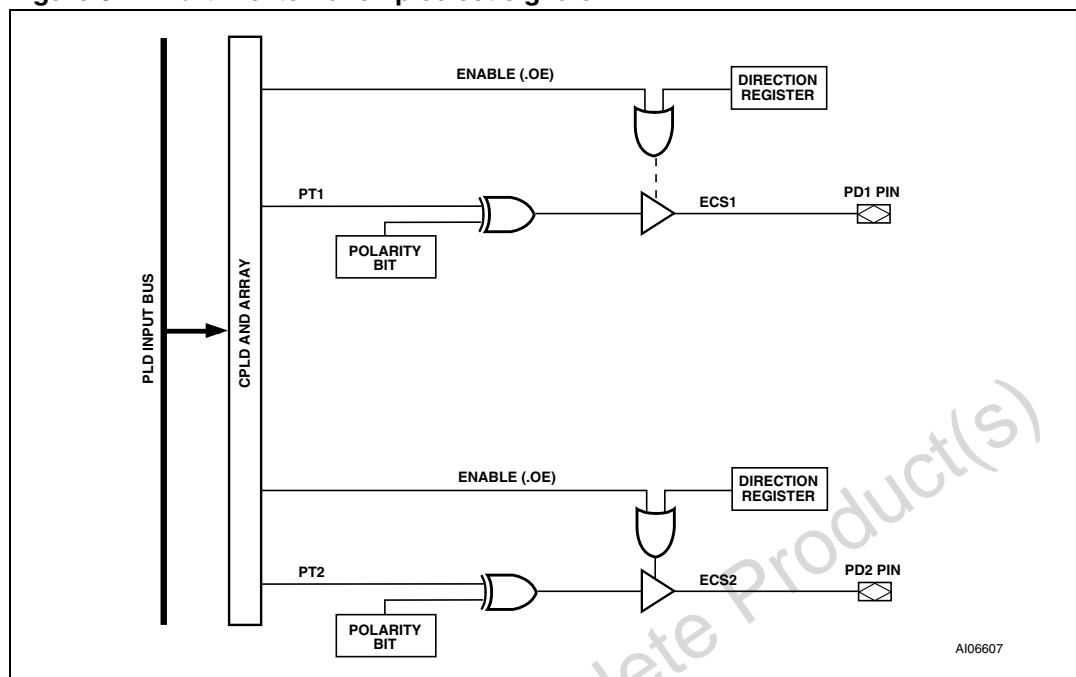 ENABLE (.OE)
DIRECTION
REGISTER
PT1
ECS1
PD1 PIN
POLARITY
BIT
PLD INPUT BUS
CPLD AND ARRAY
ENABLE (.OE)
DIRECTION
REGISTER
PT2
ECS2
PD2 PIN
POLARITY
BIT
AI06607
Product(s)